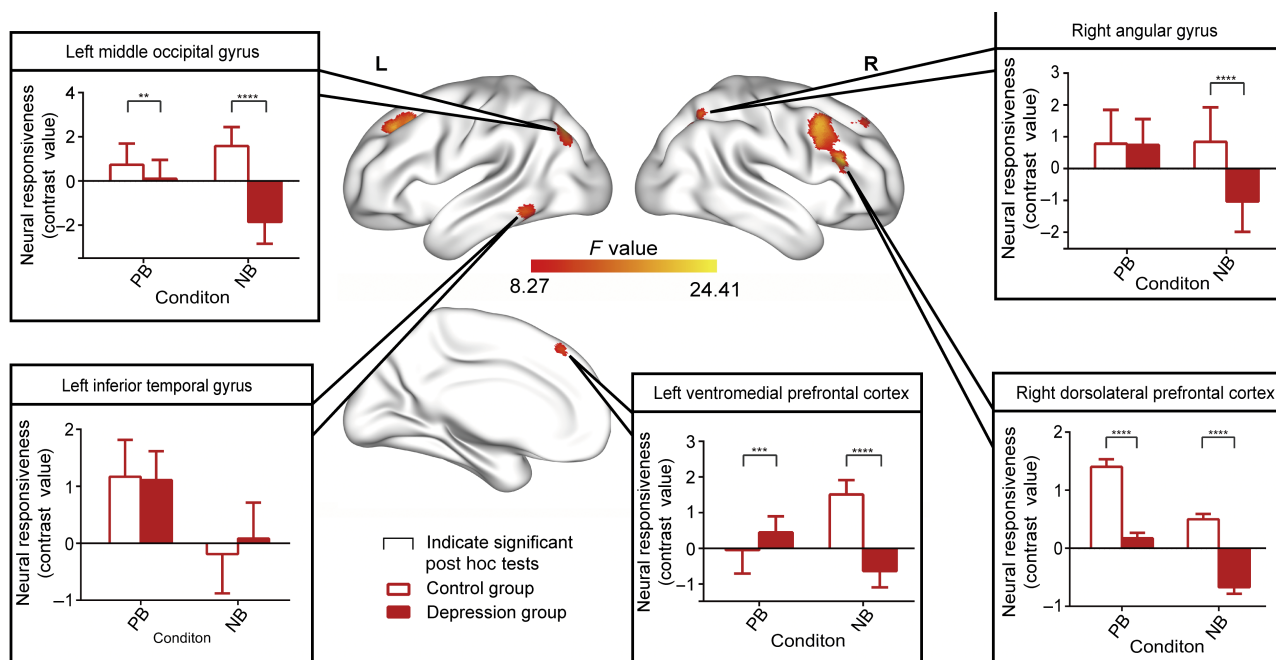 Left middle occipital gyrus
Neural responsiveness
(contrast value)
4
2
0
−2
**
****
PB
NB
Conditon
L
R
F value
8.27
24.41
Right angular gyrus
Neural responsiveness
(contrast value)
3
2
1
0
−1
−2
****
PB
NB
Conditon
Left inferior temporal gyrus
Neural responsiveness
(contrast value)
2
1
0
−1
PB
NB
Conditon
Indicate significant
post hoc tests
Control group
Depression group
Left ventromedial prefrontal cortex
Neural responsiveness
(contrast value)
3
2
1
0
−1
***
****
PB
NB
Conditon
Right dorsolateral prefrontal cortex
Neural responsiveness
(contrast value)
2
1
0
−1
****
****
PB
NB
Conditon